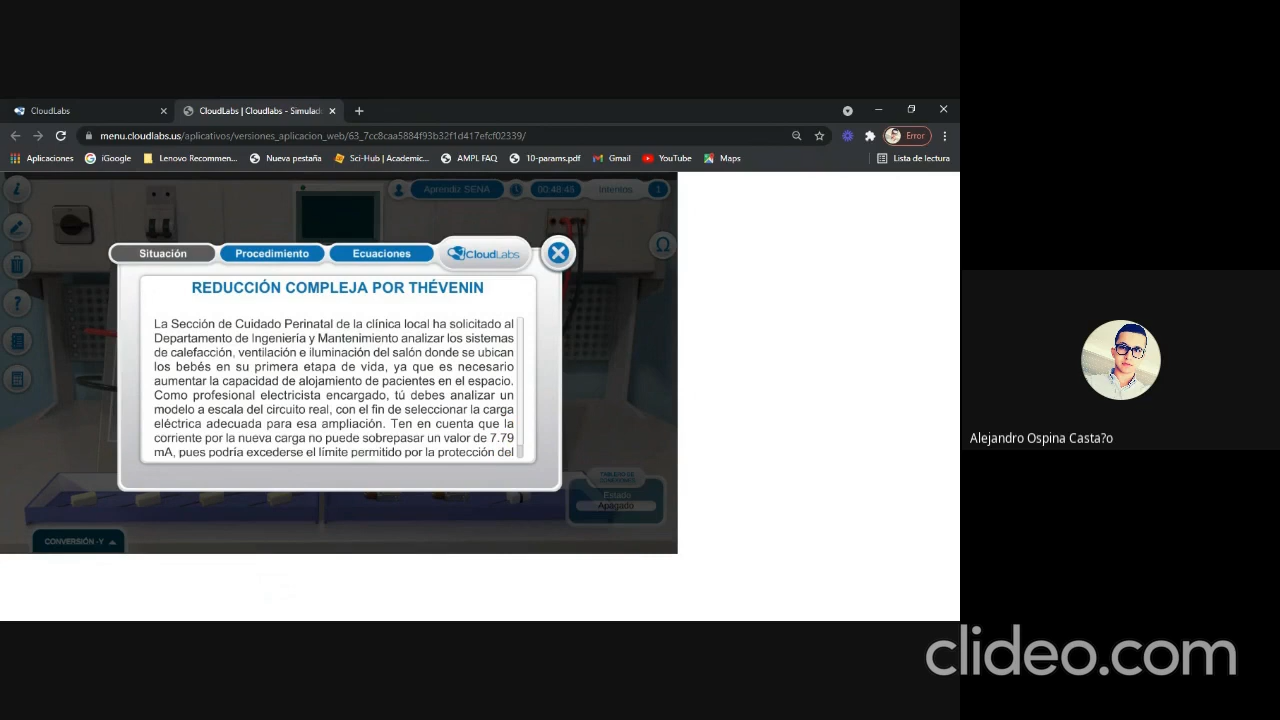 CloudLabs
CloudLabs | Cloudlabs - Simulad
menu.cloudlabs.us/aplicativos/versiones_aplicacion_web/63_7cc8caa5884f93b32f1d417efcf02339/
Error
Aplicaciones
iGoogle
Lenovo Recommen...
Nueva pestaña
Sci-Hub | Academic...
AMPL FAQ
10-params.pdf
Gmail
YouTube
Maps
Lista de lectura
Aprendiz SENA
00:48:48
Intentos
1
Situación
Procedimiento
Ecuaciones
CloudLabs
REDUCCIÓN COMPLEJA POR THÉVENIN
La Sección de Cuidado Perinatal de la clínica local ha solicitado al
Departamento de Ingeniería y Mantenimiento analizar los sistemas
de calefacción, ventilación e iluminación del salón donde se ubican
los bebés en su primera etapa de vida, ya que es necesario
aumentar la capacidad de alojamiento de pacientes en el espacio.
Como profesional electricista encargado, tú debes analizar un
modelo a escala del circuito real, con el fin de seleccionar la carga
eléctrica adecuada para esa ampliación. Ten en cuenta que la
corriente por la nueva carga no puede sobrepasar un valor de 7.79
mA, pues podría excederse el límite permitido por la protección del
TABLERO DE
CONEXIONES
Estado
Apagado
CONVERSIÓN -Y
Alejandro Ospina Casta?o
clideo.com